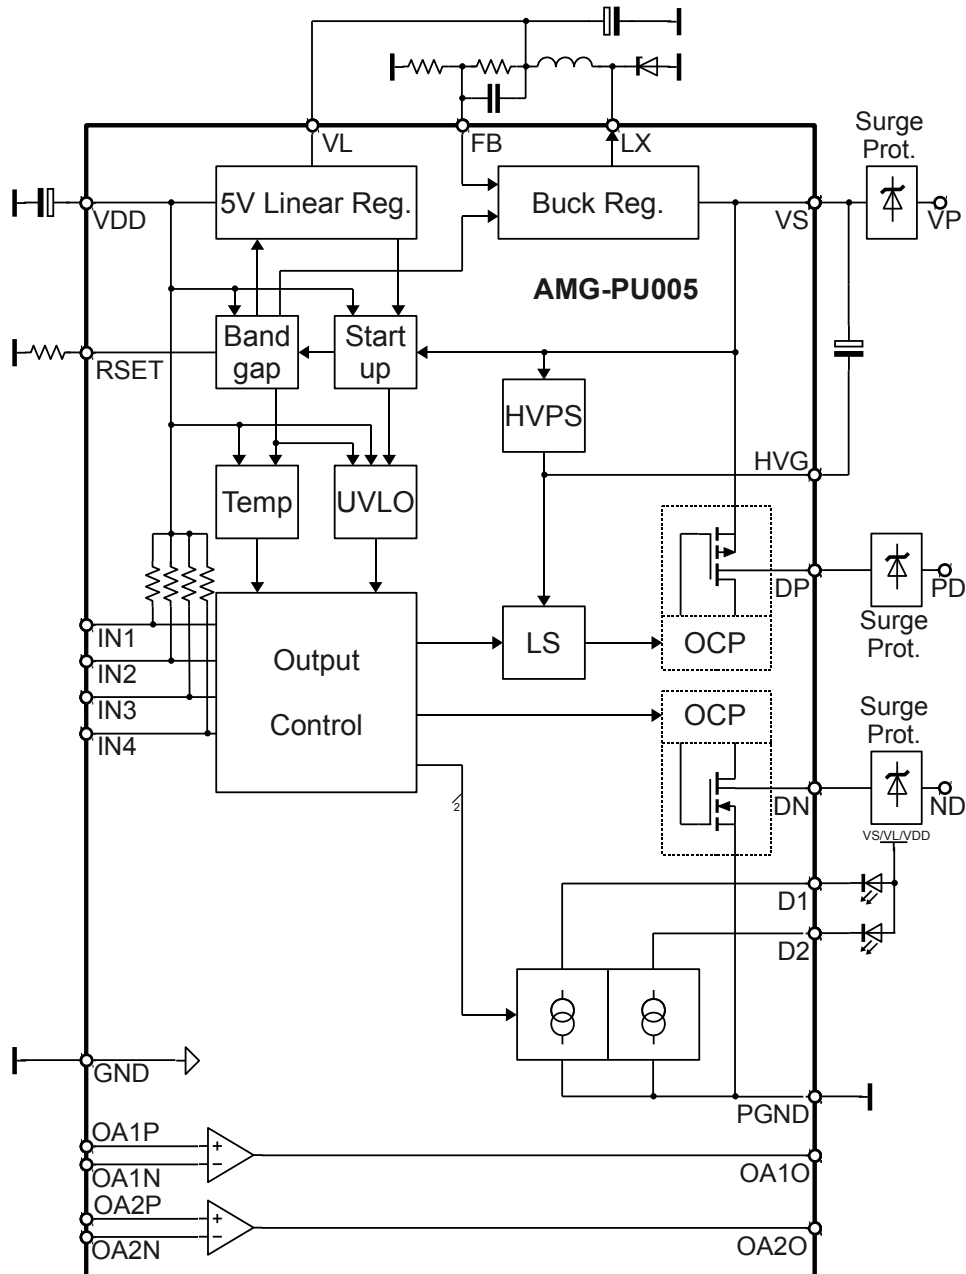 VL
FB
LX
Surge
Prot.
5V Linear Reg.
Buck Reg.
VDD
VS
VP
AMG-PU005
Band
gap
Start
up
RSET
HVPS
HVG
Temp
UVLO
DP
PD
Surge
Prot.
IN1
IN2
IN3
IN4
Output
Control
LS
OCP
OCP
Surge
Prot.
DN
ND
2
VS/VL/VDD
D1
D2
GND
PGND
OA1P
+
−
OA1N
OA1O
OA2P
+
−
OA2N
OA2O